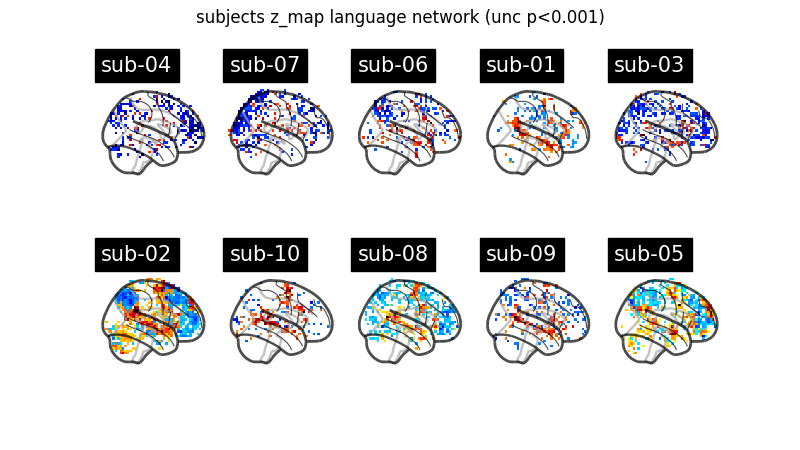 subjects z_map language network (unc p<0.001)
sub-04
sub-07
sub-06
sub-01
sub-03
sub-02
sub-10
sub-08
sub-09
sub-05